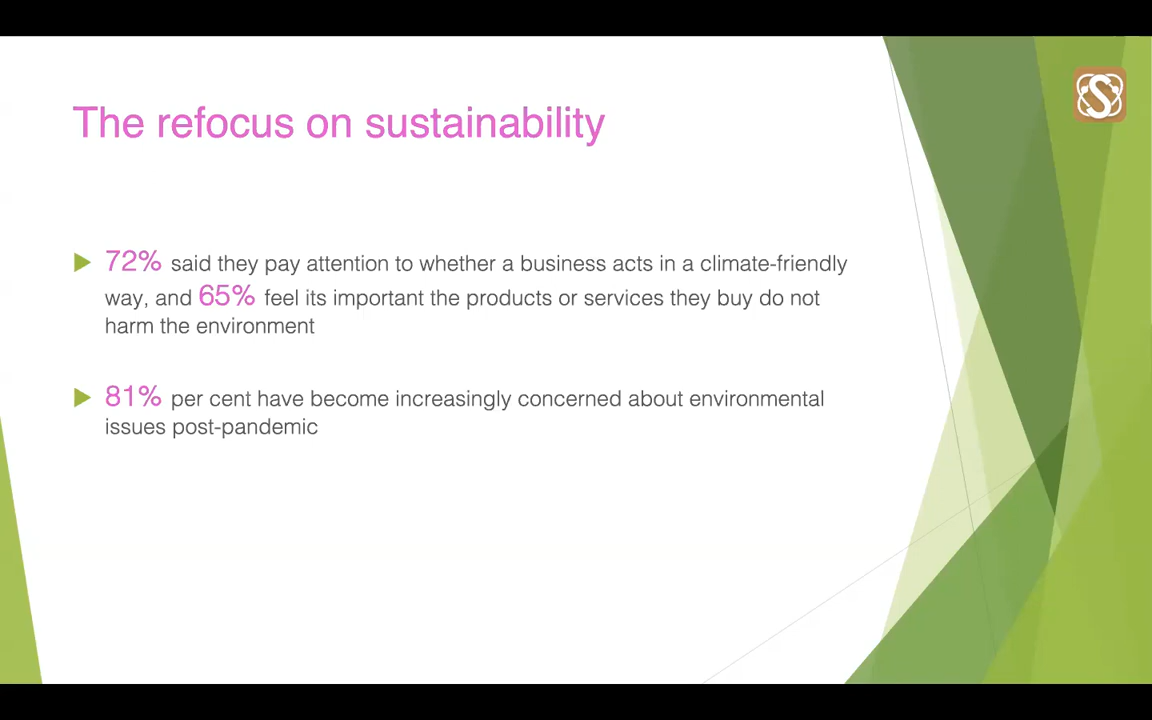 The refocus on sustainability
72% said they pay attention to whether a business acts in a climate-friendly
way, and 65% feel its important the products or services they buy do not
harm the environment
81% per cent have become increasingly concerned about environmental
issues post-pandemic
S